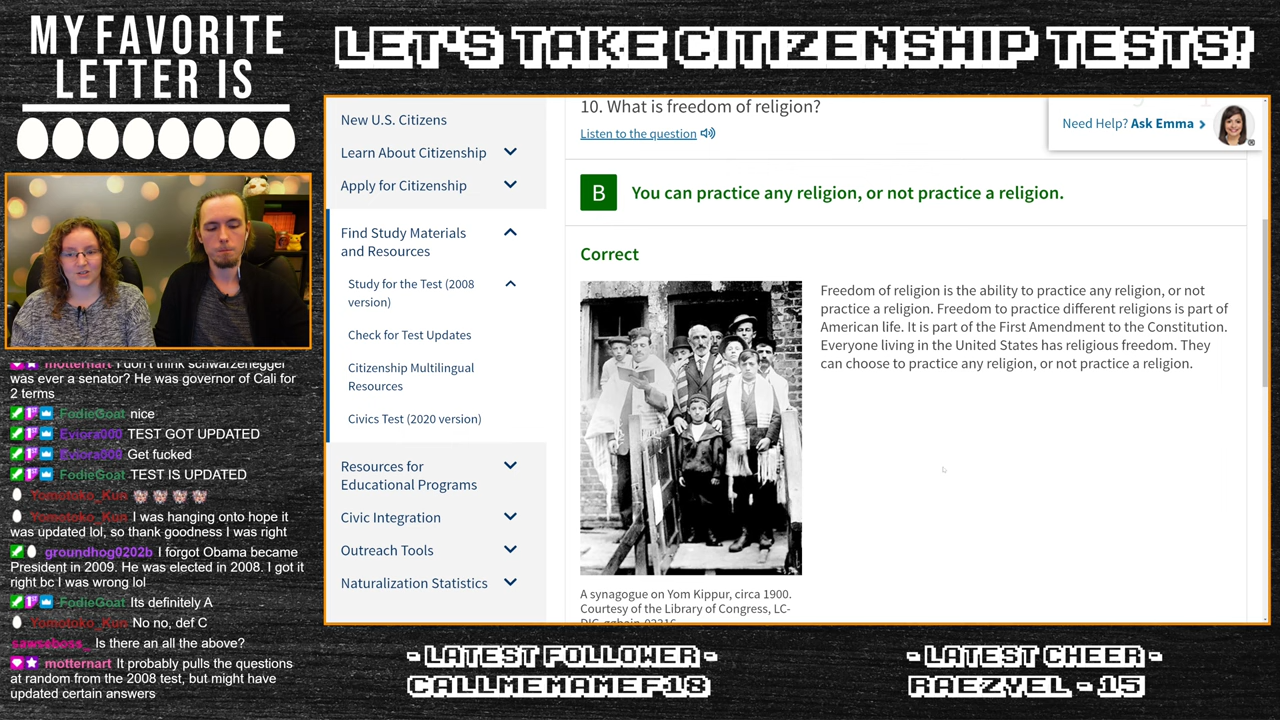 MY FAVORITE
LETTER IS
LET'S TAKE CITIZENSHIP TESTS!
New U.S. Citizens
Learn About Citizenship
Apply for Citizenship
Find Study Materials
and Resources
Study for the Test (2008
version)
Check for Test Updates
Citizenship Multilingual
Resources
Civics Test (2020 version)
Resources for
Educational Programs
Civic Integration
Outreach Tools
Naturalization Statistics
10. What is freedom of religion?
Listen to the question
Need Help? Ask Emma
B You can practice any religion, or not practice a religion.
Correct
Freedom of religion is the ability to practice any religion, or not
practice a religion. Freedom to practice different religions is part of
American life. It is part of the First Amendment to the Constitution.
Everyone living in the United States has religious freedom. They
can choose to practice any religion, or not practice a religion.
A synagogue on Yom Kippur, circa 1900.
Courtesy of the Library of Congress, LC-
motternart I don't think schwarzenegger
was ever a senator? He was governor of Cali for
2 terms
FodieGoat nice
Eviora000 TEST GOT UPDATED
Eviora000 Get fucked
FodieGoat TEST IS UPDATED
Yomotoko_Kun
Yomotoko_Kun I was hanging onto hope it
was updated lol, so thank goodness I was right
groundhog0202b I forgot Obama became
President in 2009. He was elected in 2008. I got it
right bc I was wrong lol
FodieGoat Its definitely A
Yomotoko_Kun No no, def C
Is there an all the above?
motternart It probably pulls the questions
at random from the 2008 test, but might have
updated certain answers
- LATEST FOLLOWER -
CALLMEMAMEF18
- LATEST CHEER -
RAEZYEL - 15